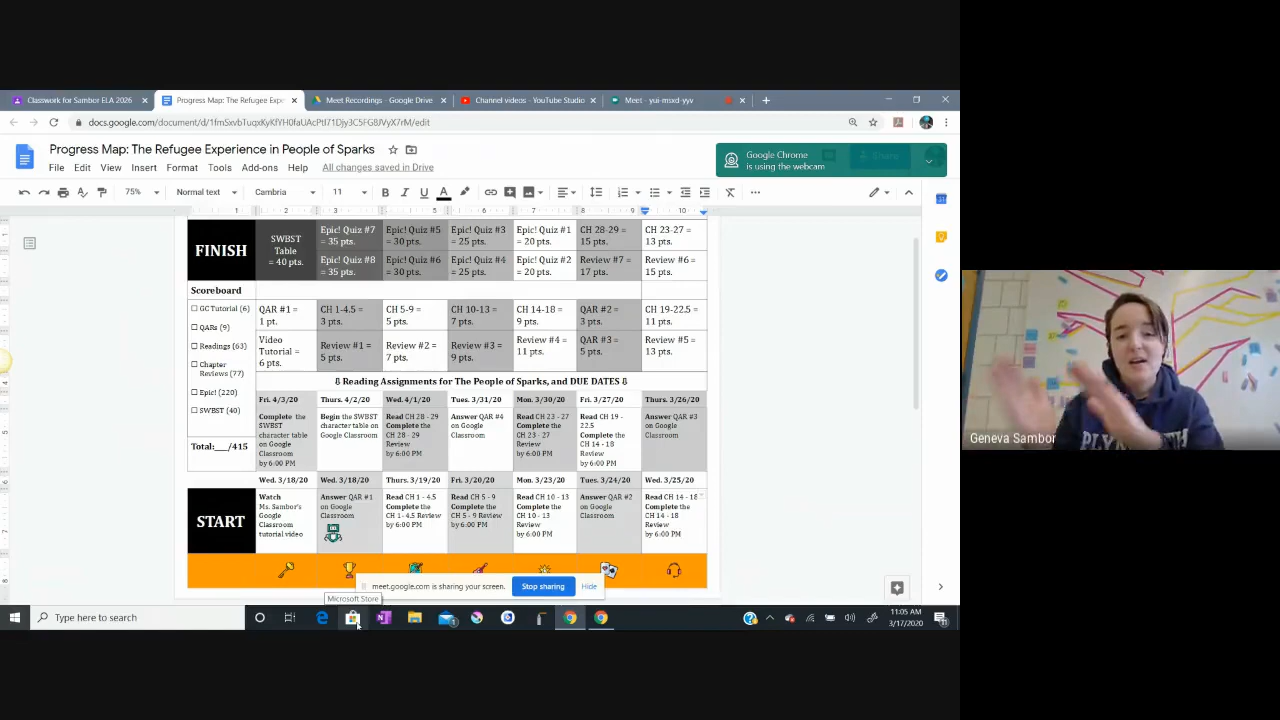 Classwork for Sambor ELA 2026
Progress Map: The Refugee Expe
Meet Recordings - Google Drive
Channel videos - YouTube Studio
Meet - yui-msxd-yyv
Progress Map: The Refugee Experience in People of Sparks
File Edit View Insert Format Tools Add-ons Help All changes saved in Drive
Google Chrome
is using the webcam
Share
75% Normal text Cambria 11
FINISH
SWBST
Table
= 40 pts.
Epic! Quiz #7
= 35 pts.
Epic! Quiz #5
= 30 pts.
Epic! Quiz #3
= 25 pts.
Epic! Quiz #1
= 20 pts.
CH 28-29 =
15 pts.
CH 23-27 =
13 pts.
Epic! Quiz #8
= 35 pts.
Epic! Quiz #6
= 30 pts.
Epic! Quiz #4
= 25 pts.
Epic! Quiz #2
= 20 pts.
Review #7 =
17 pts.
Review #6 =
15 pts.
Scoreboard
GC Tutorial (6)
QARs (9)
Readings (63)
Chapter
Reviews (77)
Epic! (220)
SWBST (40)
Total:___/415
QAR #1 =
1 pt.
CH 1-4.5 =
3 pts.
CH 5-9 =
5 pts.
CH 10-13 =
7 pts.
CH 14-18 =
9 pts.
QAR #2 =
3 pts.
CH 19-22.5 =
11 pts.
Video
Tutorial =
6 pts.
Review #1 =
5 pts.
Review #2 =
7 pts.
Review #3 =
9 pts.
Review #4 =
11 pts.
QAR #3 =
5 pts.
Review #5 =
13 pts.
⇩ Reading Assignments for The People of Sparks, and DUE DATES ⇩
Fri. 4/3/20
Thurs. 4/2/20
Wed. 4/1/20
Tues. 3/31/20
Mon. 3/30/20
Fri. 3/27/20
Thurs. 3/26/20
Complete the
SWBST
character table
on Google
Classroom
by 6:00 PM
Begin the SWBST
character table on
Google Classroom
Read CH 28 - 29
Complete the
CH 28 - 29
Review
by 6:00 PM
Answer QAR #4
on Google
Classroom
Read CH 23 - 27
Complete the
CH 23 - 27
Review
by 6:00 PM
Read CH 19 -
22.5
Complete the
CH 14 - 18
Review
by 6:00 PM
Answer QAR #3
on Google
Classroom
Wed. 3/18/20
Wed. 3/18/20
Thurs. 3/19/20
Fri. 3/20/20
Mon. 3/23/20
Tues. 3/24/20
Wed. 3/25/20
START
Watch
Ms. Sambor's
Google
Classroom
tutorial video
Answer QAR #1
on Google
Classroom
Read CH 1 - 4.5
Complete the
CH 1-4.5 Review
by 6:00 PM
Read CH 5 - 9
Complete the
CH 5 - 9 Review
by 6:00 PM
Read CH 10 - 13
Complete the
CH 10 - 13
Review
by 6:00 PM
Answer QAR #2
on Google
Classroom
Read CH 14 - 18
Complete the
CH 14 - 18
Review
by 6:00 PM
meet.google.com is sharing your screen. Stop sharing Hide
Microsoft Store
Type here to search
11:05 AM
3/17/2020
Geneva Sambor